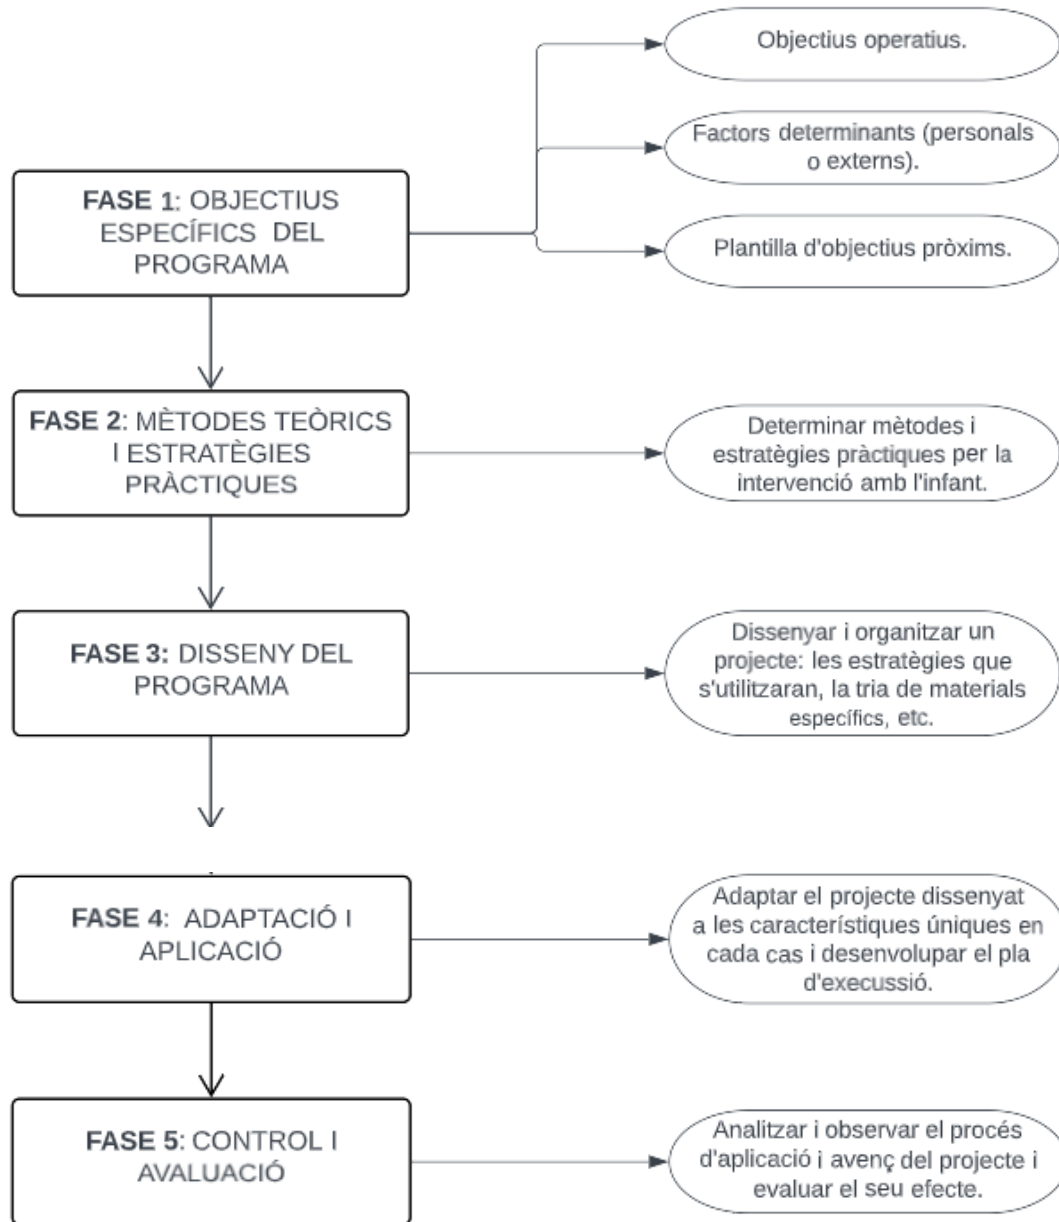 Objectius operatius.
Factors determinants (personals
o externs).
FASE 1: OBJECTIUS
ESPECÍFICS DEL
PROGRAMA
Plantilla d'objectius pròxims.
FASE 2: MÈTODES TEÒRICS
I ESTRATÈGIES
PRÀCTIQUES
Determinar mètodes i
estratègies pràctiques per la
intervenció amb l'infant.
FASE 3: DISSENY DEL
PROGRAMA
Dissenyar i organitzar un
projecte: les estratègies que
s'utilitzaran, la tria de materials
específics, etc.
FASE 4: ADAPTACIÓ I
APLICACIÓ
Adaptar el projecte dissenyat
a les característiques úniques en
cada cas i desenvolupar el pla
d'execussió.
FASE 5: CONTROL I
AVALUACIÓ
Analitzar i observar el procés
d'aplicació i avenç del projecte i
evaluar el seu efecte.